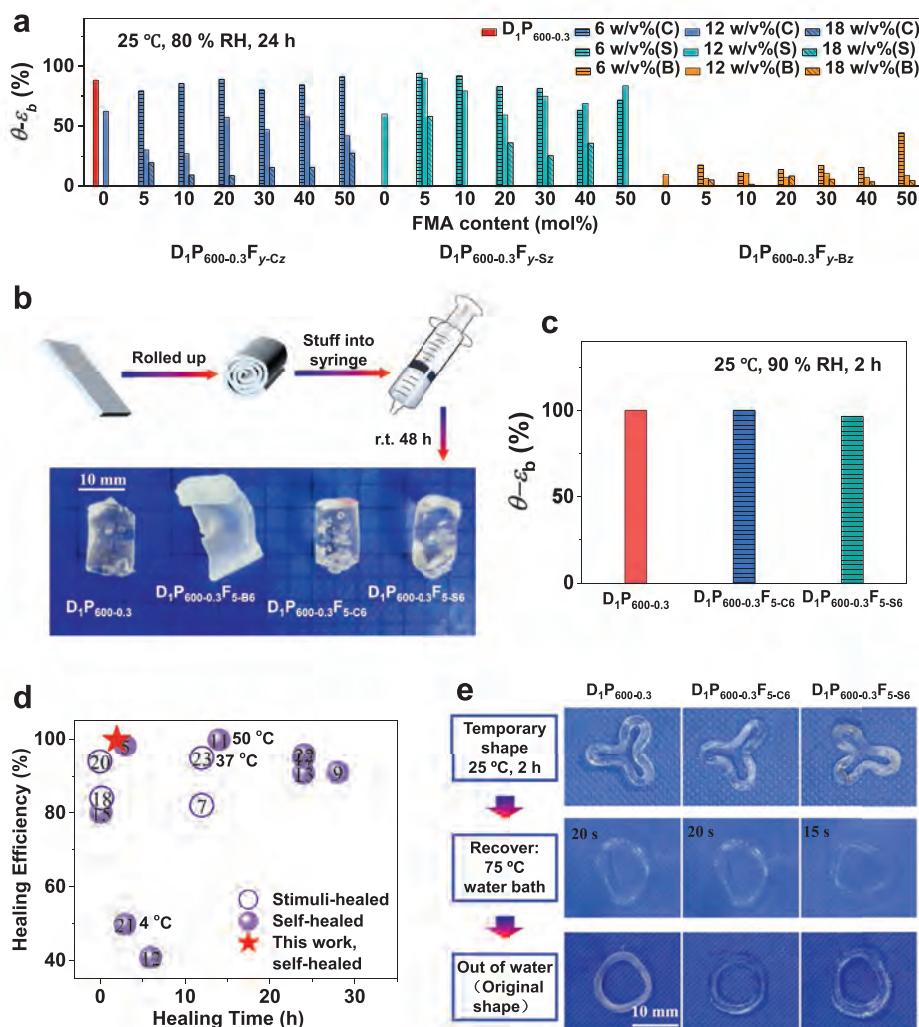 a
25 ℃, 80 % RH, 24 h
D₁P₆₀₀₋₀.₃
6 w/v%(C) 12 w/v%(C) 18 w/v%(C)
6 w/v%(S) 12 w/v%(S) 18 w/v%(S)
6 w/v%(B) 12 w/v%(B) 18 w/v%(B)
θ-ε_b (%)
100
50
0
0 5 10 20 30 40 50 0 5 10 20 30 40 50 0 5 10 20 30 40 50
FMA content (mol%)
D₁P₆₀₀₋₀.₃F_y-Cz D₁P₆₀₀₋₀.₃F_y-Sz D₁P₆₀₀₋₀.₃F_y-Bz
b
Rolled up
Stuff into
syringe
r.t. 48 h
10 mm
D₁P₆₀₀₋₀.₃ D₁P₆₀₀₋₀.₃F₅₋B₆ D₁P₆₀₀₋₀.₃F₅₋C₆ D₁P₆₀₀₋₀.₃F₅₋S₆
c
25 ℃, 90 % RH, 2 h
θ–ε_b (%)
100
50
0
D₁P₆₀₀₋₀.₃ D₁P₆₀₀₋₀.₃F₅₋C₆ D₁P₆₀₀₋₀.₃F₅₋S₆
d
Healing Efficiency (%)
100
80
60
40
5
20
18
15
11 50 °C
23 37 °C
7
22
13
9
21 4 °C
12
Stimuli-healed
Self-healed
This work,
self-healed
0 10 20 30
Healing Time (h)
e
D₁P₆₀₀₋₀.₃ D₁P₆₀₀₋₀.₃F₅₋C₆ D₁P₆₀₀₋₀.₃F₅₋S₆
Temporary
shape
25 ℃, 2 h
Recover:
75 ºC
water bath
20 s 20 s 15 s
Out of water
（Original
shape）
10 mm